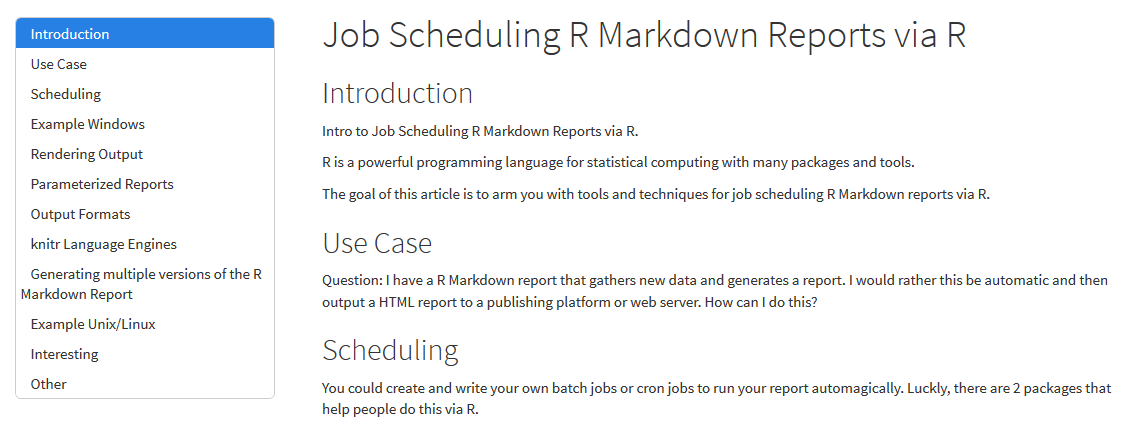 Introduction
Use Case
Scheduling
Example Windows
Rendering Output
Parameterized Reports
Output Formats
knitr Language Engines
Generating multiple versions of the R
Markdown Report
Example Unix/Linux
Interesting
Other
Job Scheduling R Markdown Reports via R
Introduction
Intro to Job Scheduling R Markdown Reports via R.
R is a powerful programming language for statistical computing with many packages and tools.
The goal of this article is to arm you with tools and techniques for job scheduling R Markdown reports via R.
Use Case
Question: I have a R Markdown report that gathers new data and generates a report. I would rather this be automatic and then
output a HTML report to a publishing platform or web server. How can I do this?
Scheduling
You could create and write your own batch jobs or cron jobs to run your report automagically. Luckly, there are 2 packages that
help people do this via R.